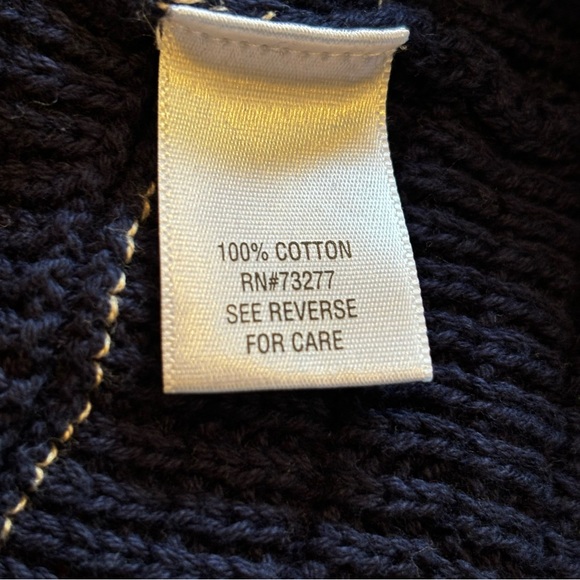 100% COTTON
RN#73277
SEE REVERSE
FOR CARE